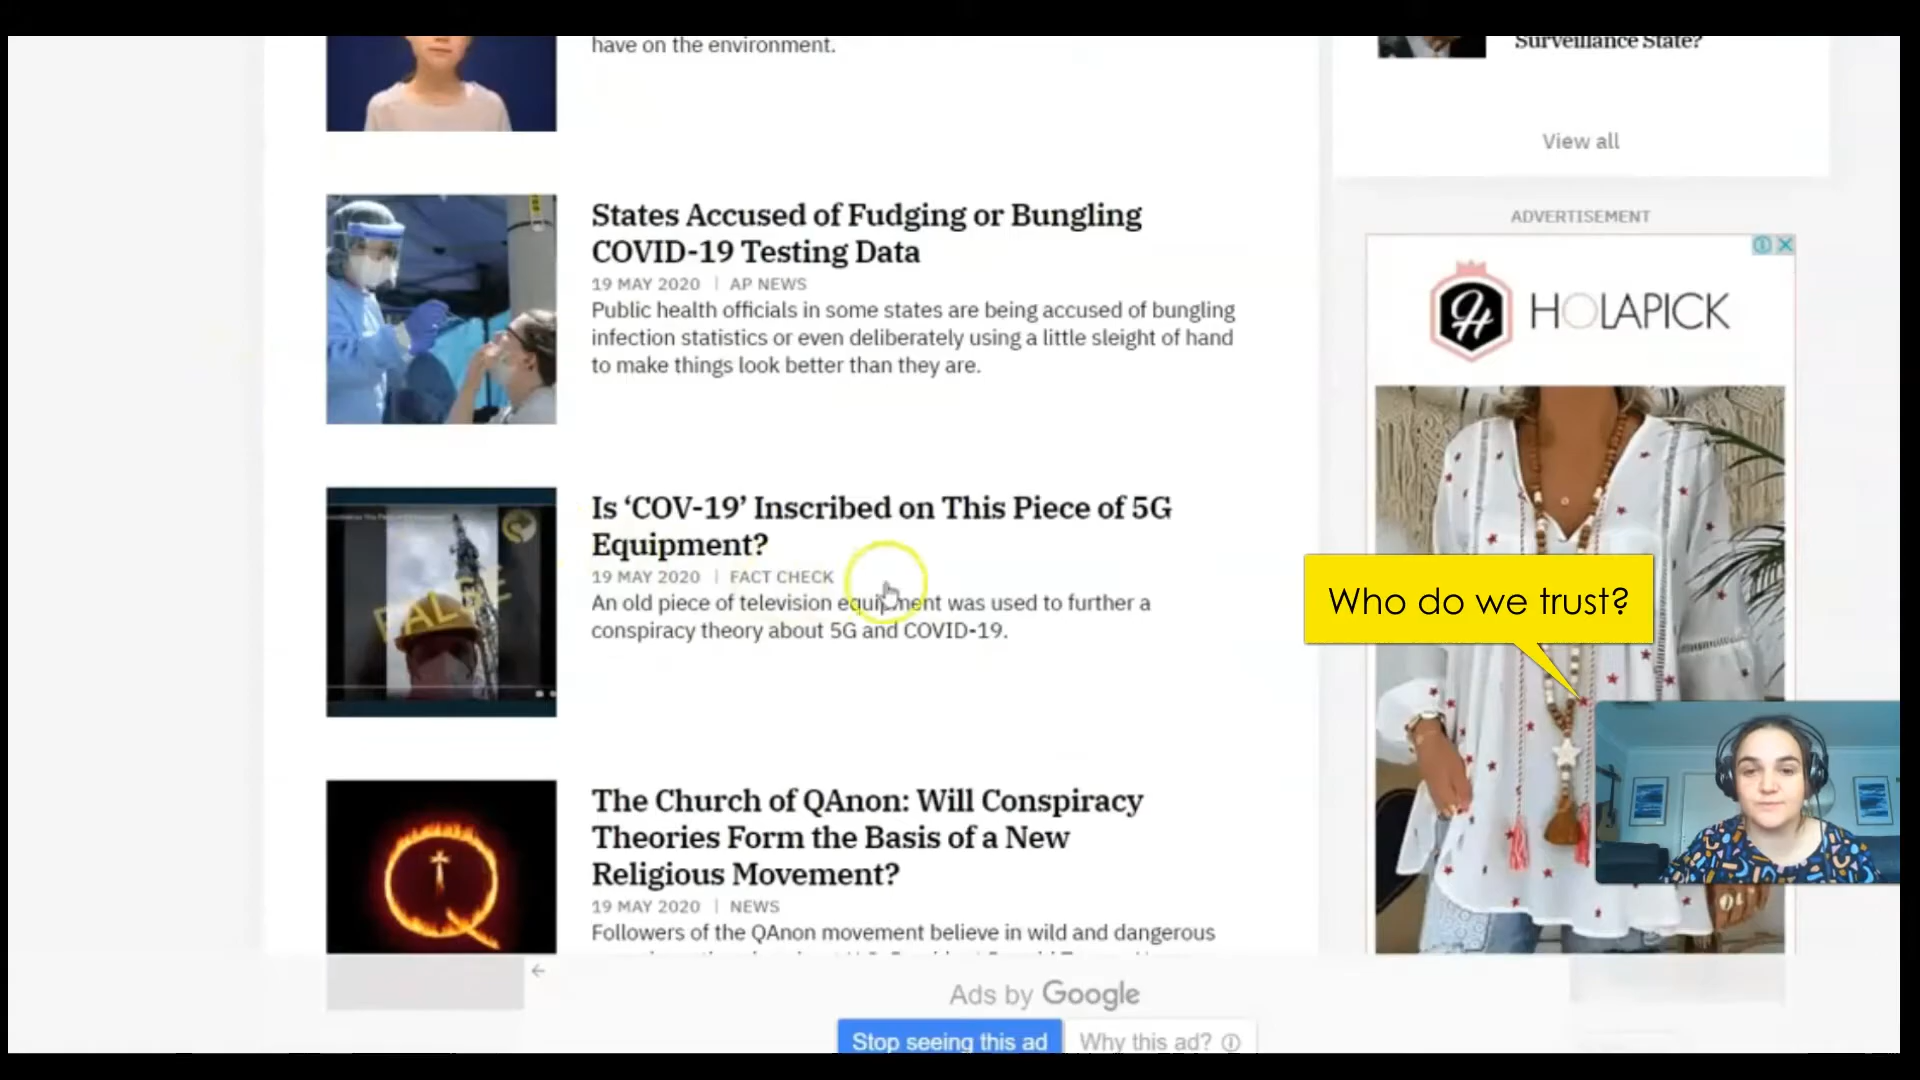 have on the environment.
Surveillance State?
View all
ADVERTISEMENT
HOLAPICK
States Accused of Fudging or Bungling
COVID-19 Testing Data
19 MAY 2020 | AP NEWS
Public health officials in some states are being accused of bungling
infection statistics or even deliberately using a little sleight of hand
to make things look better than they are.
FALSE
Is ‘COV-19’ Inscribed on This Piece of 5G
Equipment?
19 MAY 2020 | FACT CHECK
An old piece of television equipment was used to further a
conspiracy theory about 5G and COVID-19.
Who do we trust?
The Church of QAnon: Will Conspiracy
Theories Form the Basis of a New
Religious Movement?
19 MAY 2020 | NEWS
Followers of the QAnon movement believe in wild and dangerous
Ads by Google
Stop seeing this ad
Why this ad?